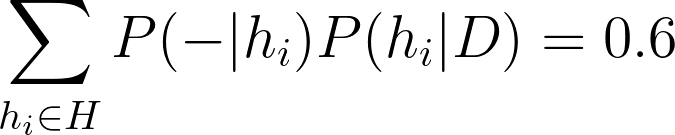 ∑_{h_i∈H} P(−|h_i)P(h_i|D) = 0.6